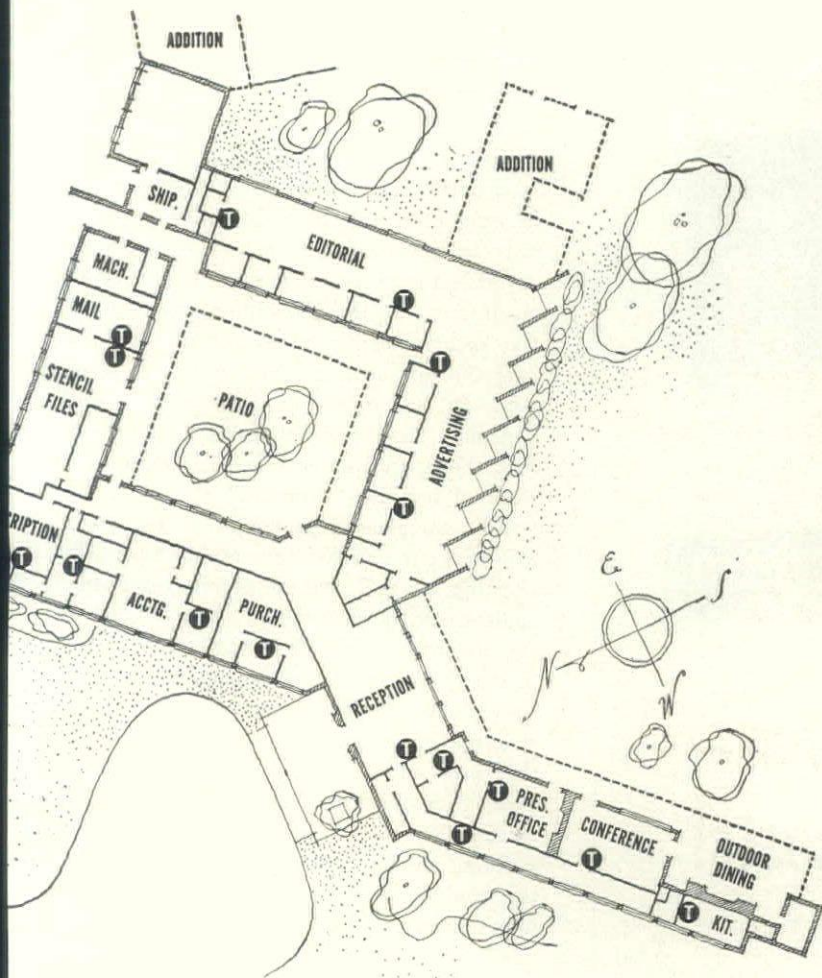 ADDITION
ADDITION
SHIP.
T
EDITORIAL
MACH.
T
MAIL
T
T
T
STENCIL
FILES
PATIO
ADVERTISING
T
CRIPTION
T
T
ACCTG.
T
PURCH.
T
E
S
N
W
RECEPTION
T
T
T
PRES.
OFFICE
T
CONFERENCE
T
OUTDOOR
DINING
T
KIT.